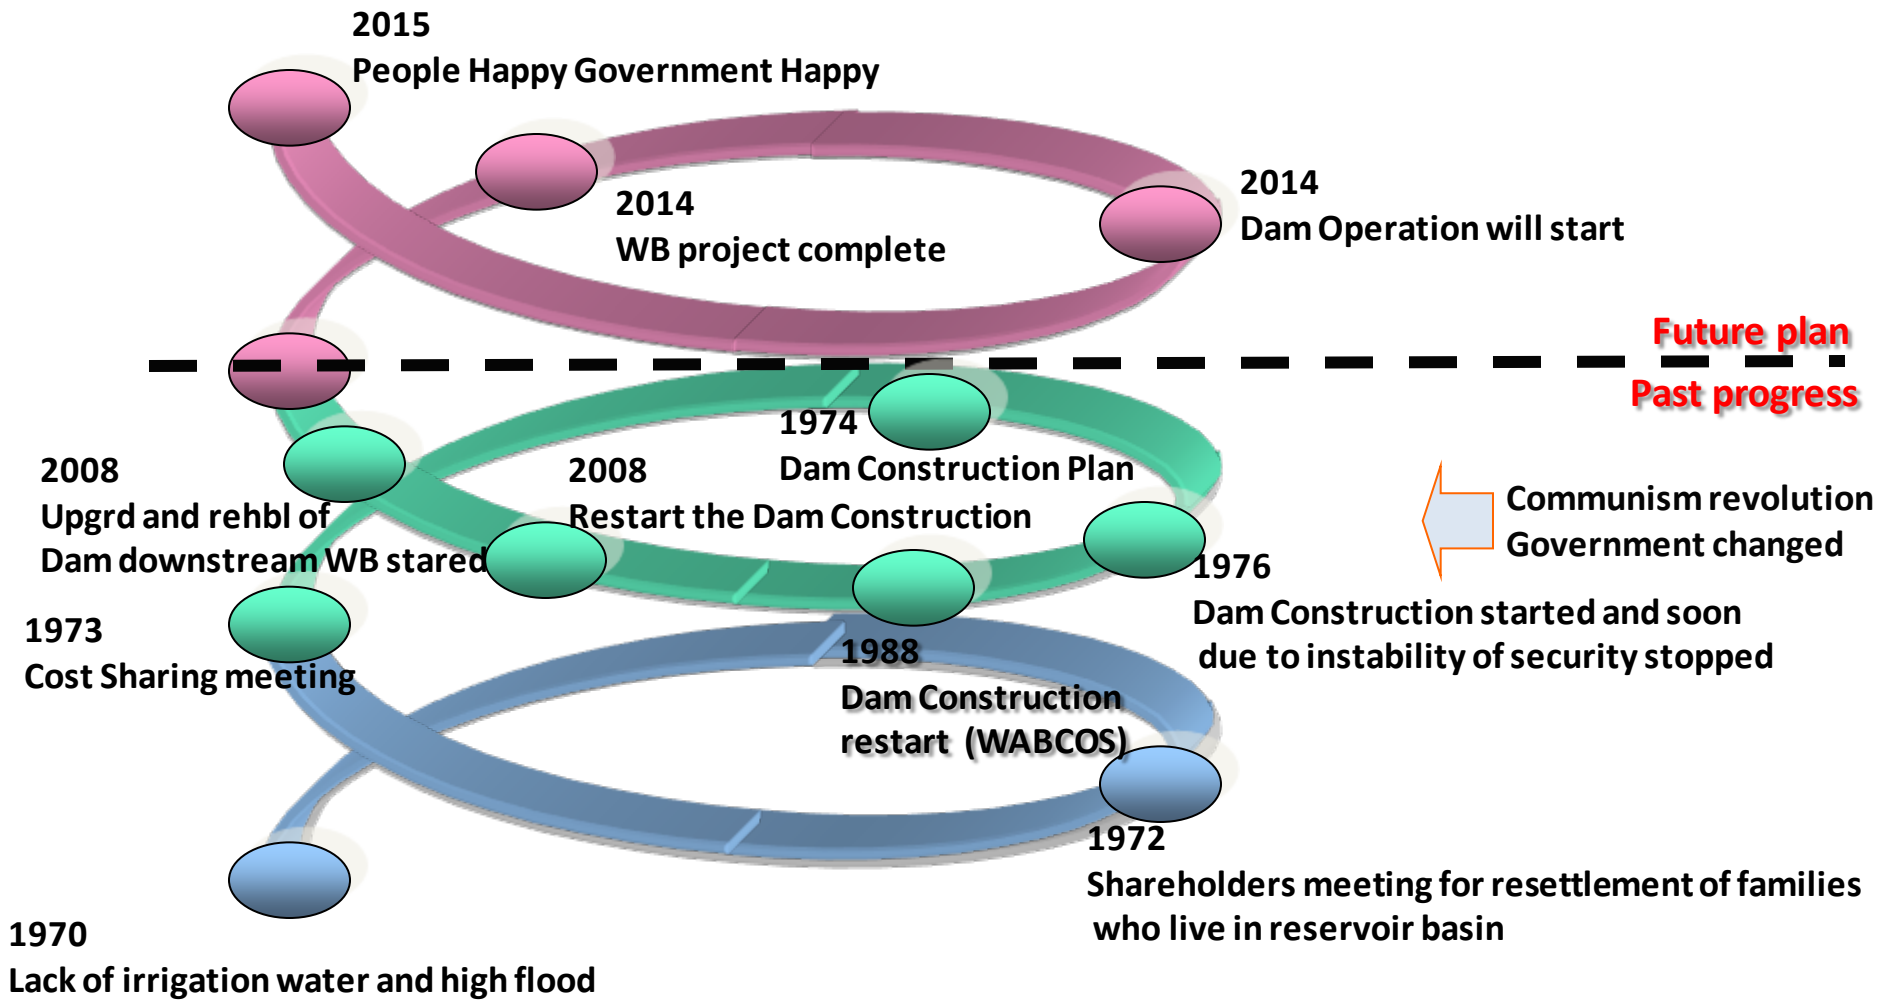 2015
People Happy Government Happy
2014
WB project complete
2014
Dam Operation will start
Future plan
Past progress
1974
Dam Construction Plan
2008
Upgrd and rehbl of
Dam downstream WB stared
2008
Restart the Dam Construction
Communism revolution
Government changed
1976
Dam Construction started and soon
due to instability of security stopped
1973
Cost Sharing meeting
1988
Dam Construction
restart (WABCOS)
1972
Shareholders meeting for resettlement of families
who live in reservoir basin
1970
Lack of irrigation water and high flood